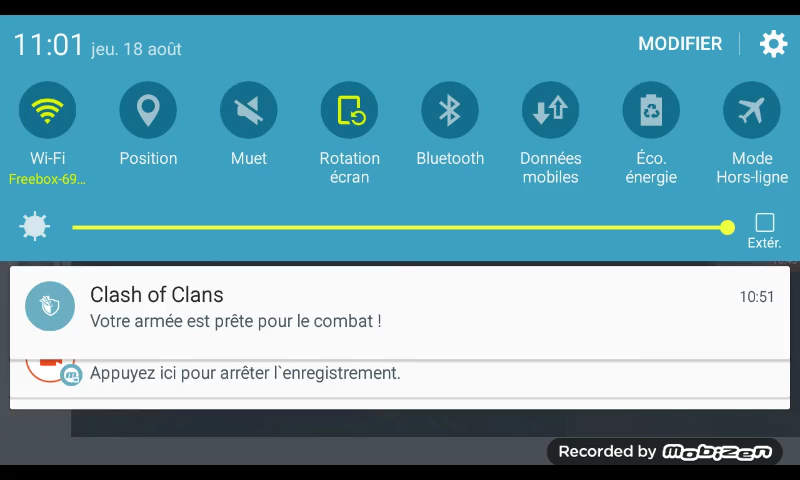 11:01 jeu. 18 août
MODIFIER
Wi-Fi
Freebox-69...
Position
Muet
Rotation
écran
Bluetooth
Données
mobiles
Éco.
énergie
Mode
Hors-ligne
Extér.
Clash of Clans
10:51
Votre armée est prête pour le combat !
Appuyez ici pour arrêter l`enregistrement.
Recorded by mobizen